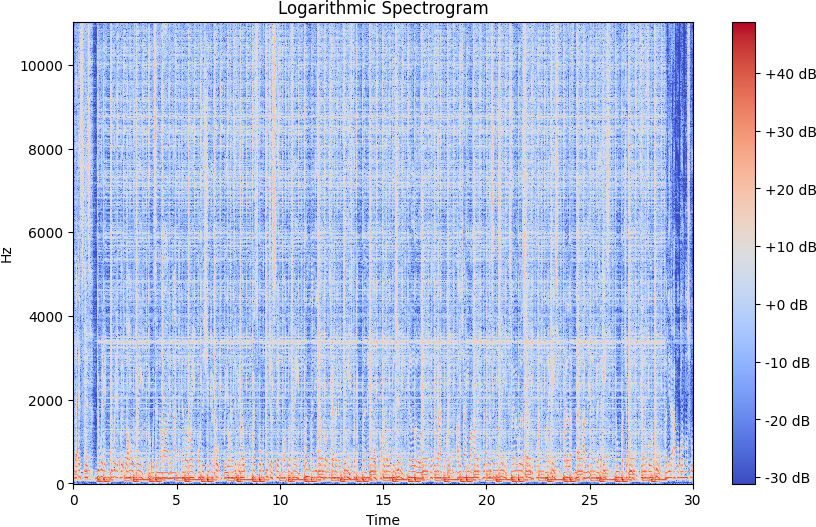 Logarithmic Spectrogram
Hz
10000
8000
6000
4000
2000
0
0 5 10 15 20 25 30
Time
+40 dB
+30 dB
+20 dB
+10 dB
+0 dB
-10 dB
-20 dB
-30 dB